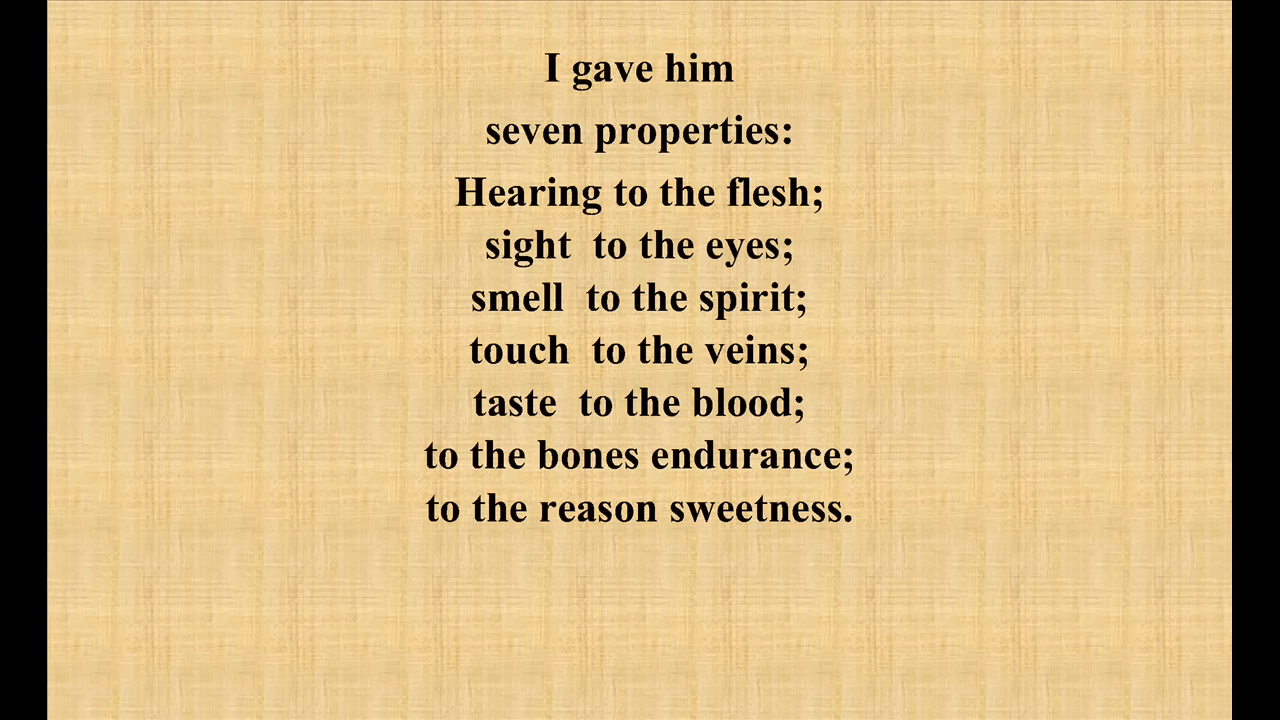 I gave him
seven properties:
Hearing to the flesh;
sight  to the eyes;
smell  to the spirit;
touch  to the veins;
taste  to the blood;
to the bones endurance;
to the reason sweetness.